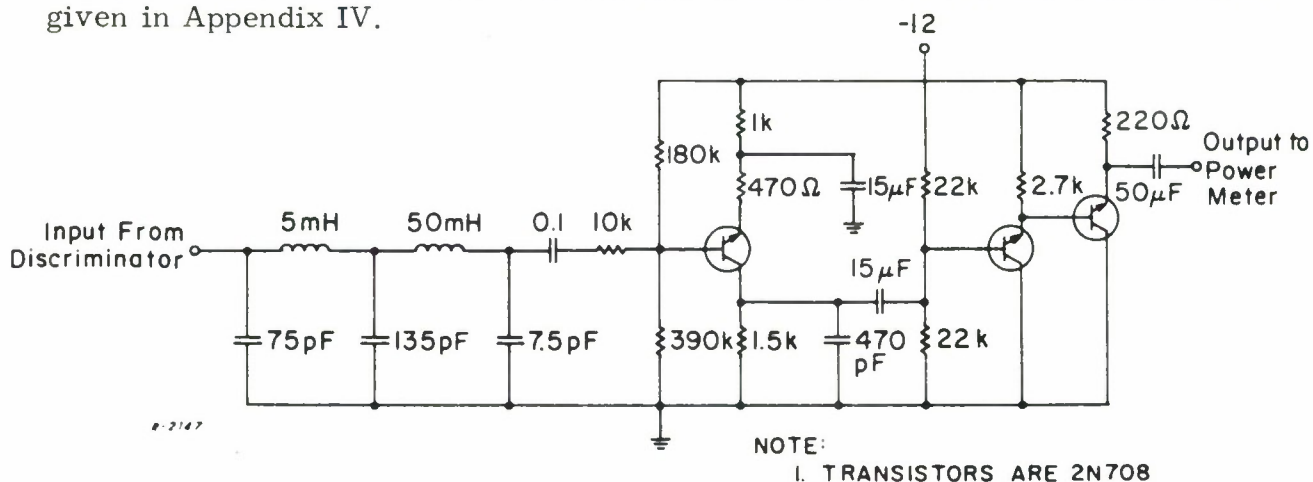 given in Appendix IV.
-12
1k
220Ω
Output to
Power
Meter
180k
470Ω
15μF
22k
2.7k
50μF
5mH
50mH
0.1
10k
Input From
Discriminator
15μF
75pF
135pF
7.5pF
390k
1.5k
470
pF
22k
R-2147
NOTE:
1. TRANSISTORS ARE 2N708